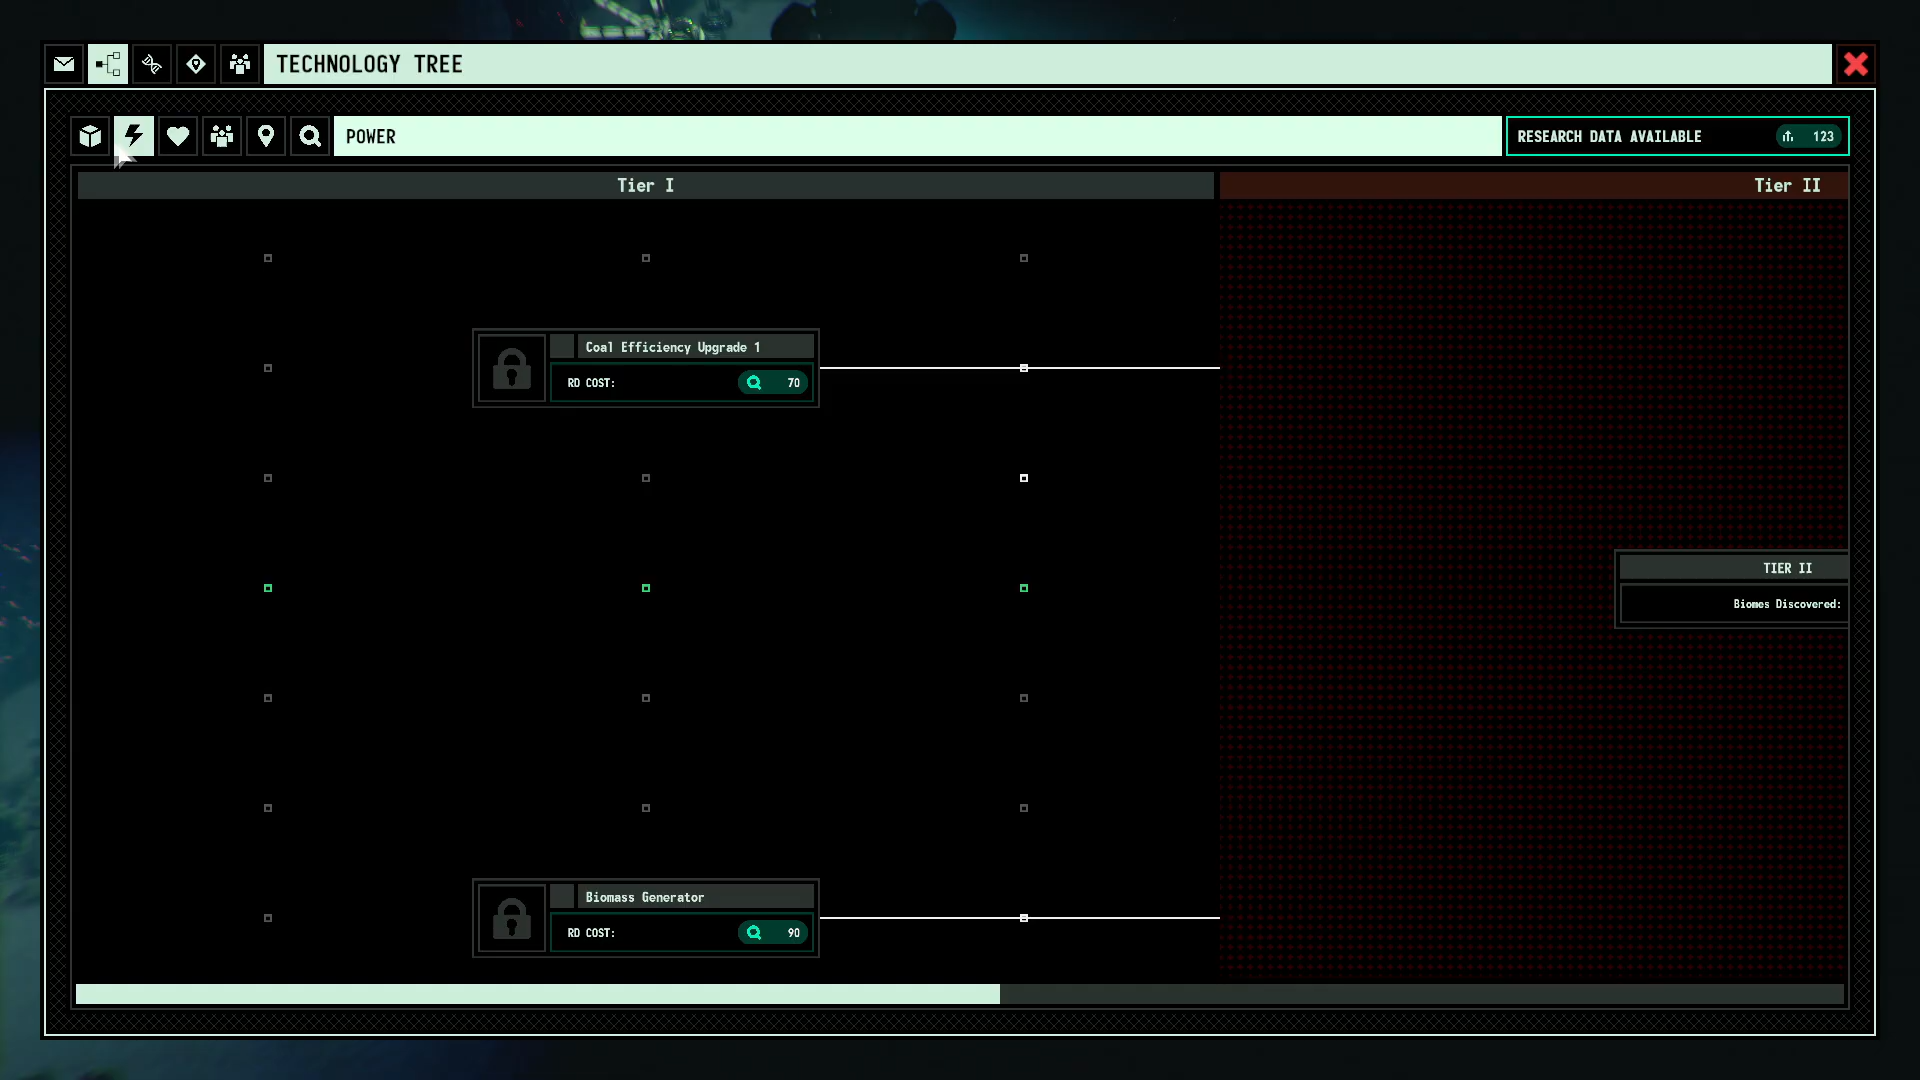 TECHNOLOGY TREE
POWER
RESEARCH DATA AVAILABLE 123
Tier I
Tier II
Coal Efficiency Upgrade 1
RD COST: 70
TIER II
Biomes Discovered:
Biomass Generator
RD COST: 90